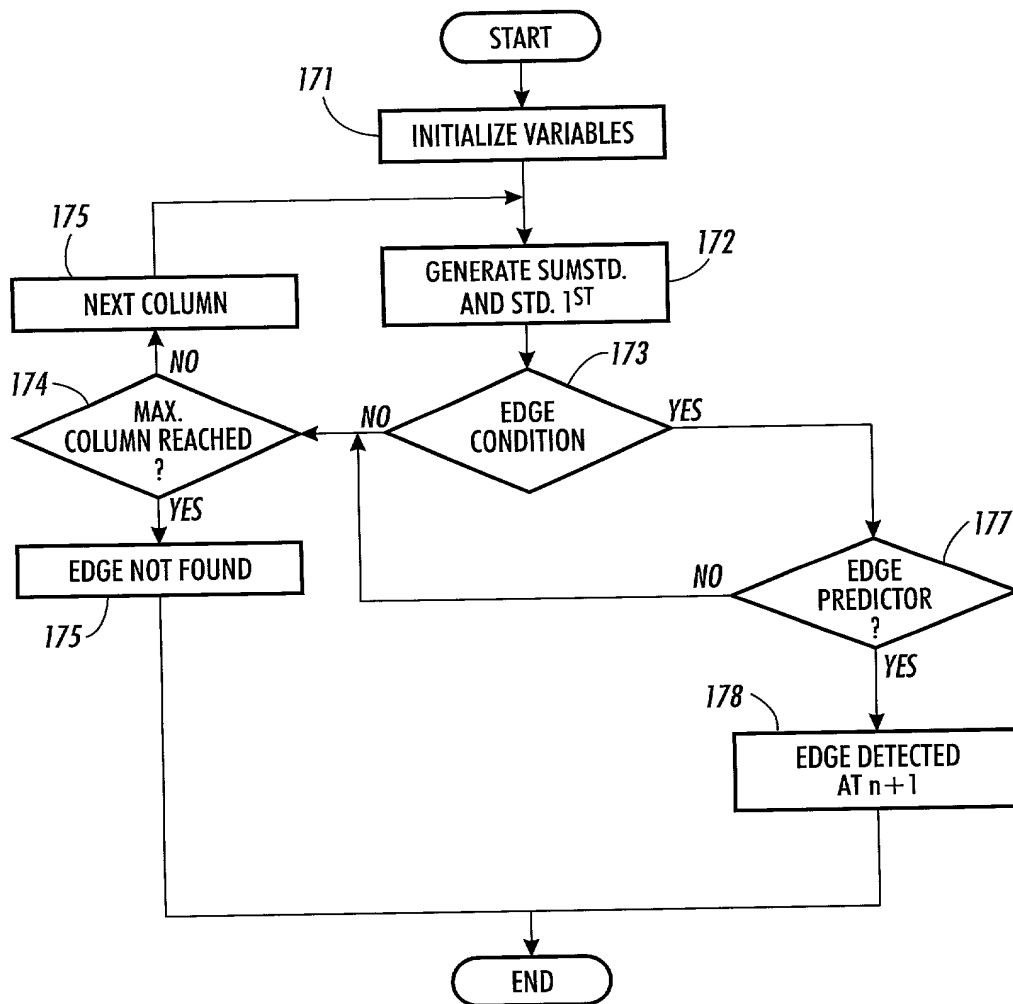 START
171
INITIALIZE VARIABLES
175
172
GENERATE SUMSTD.
AND STD. 1ST
NEXT COLUMN
NO
173
174
MAX.
COLUMN REACHED
?
NO
EDGE
CONDITION
YES
YES
177
EDGE NOT FOUND
175
NO
EDGE
PREDICTOR
?
YES
178
EDGE DETECTED
AT n+1
END